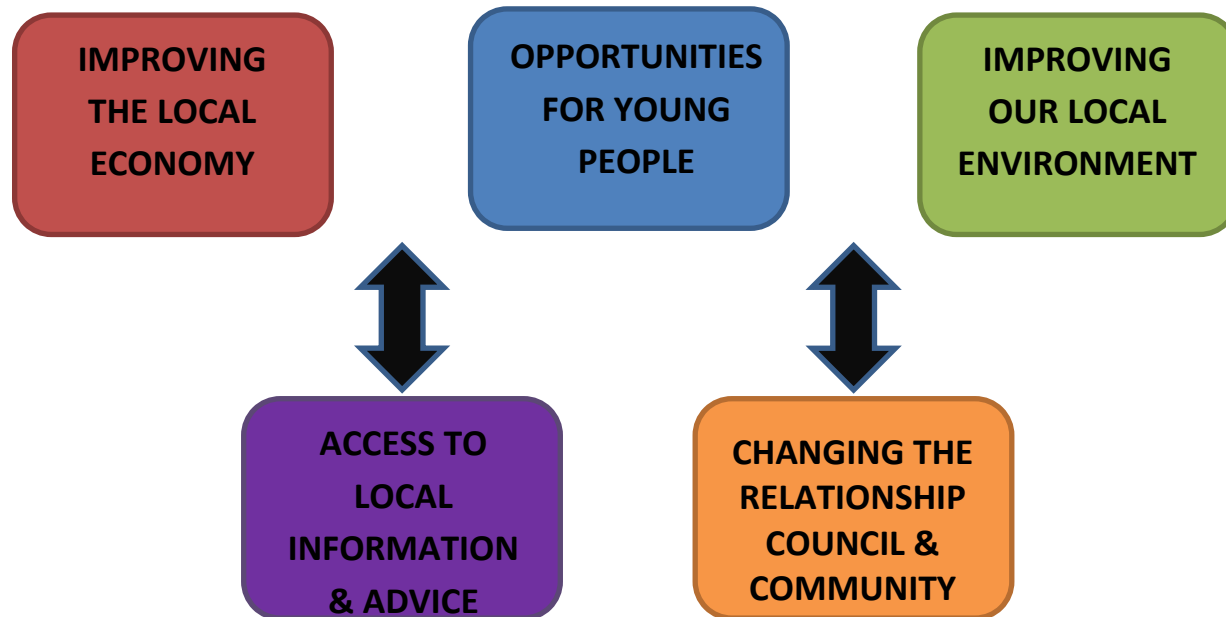 IMPROVING
THE LOCAL
ECONOMY
OPPORTUNITIES
FOR YOUNG
PEOPLE
IMPROVING
OUR LOCAL
ENVIRONMENT
ACCESS TO
LOCAL
INFORMATION
& ADVICE
CHANGING THE
RELATIONSHIP
COUNCIL &
COMMUNITY